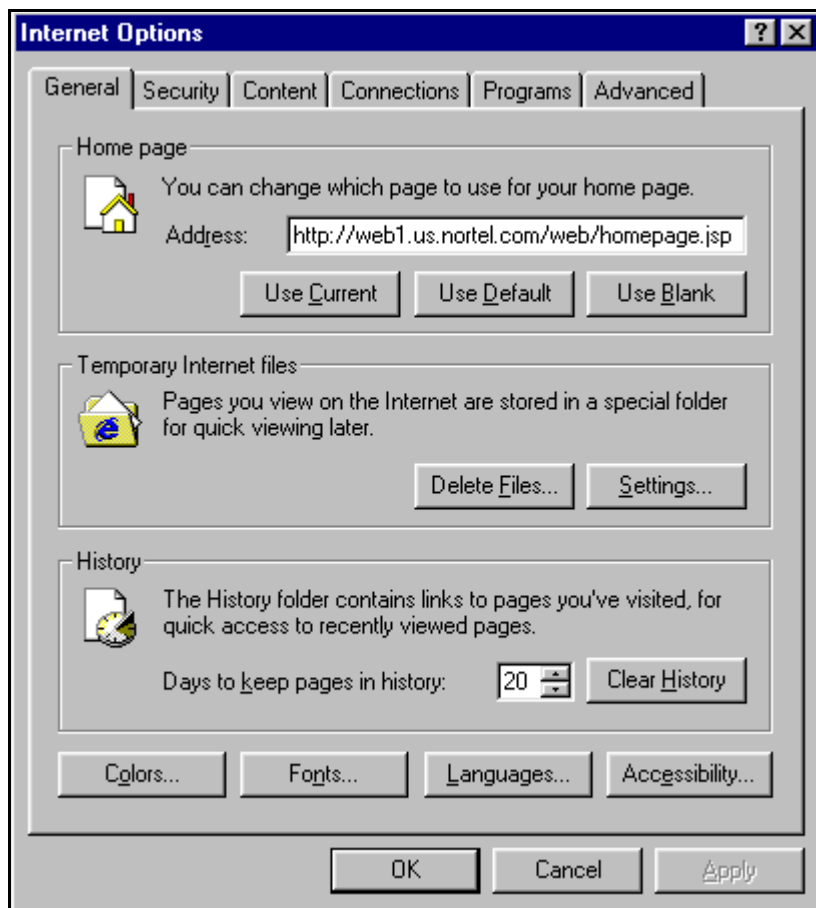 Internet Options
General Security Content Connections Programs Advanced
Home page
You can change which page to use for your home page.
Address: http://web1.us.nortel.com/web/homepage.jsp
Use Current Use Default Use Blank
Temporary Internet files
Pages you view on the Internet are stored in a special folder
for quick viewing later.
Delete Files... Settings...
History
The History folder contains links to pages you've visited, for
quick access to recently viewed pages.
Days to keep pages in history: 20 Clear History
Colors... Fonts... Languages... Accessibility...
OK Cancel Apply